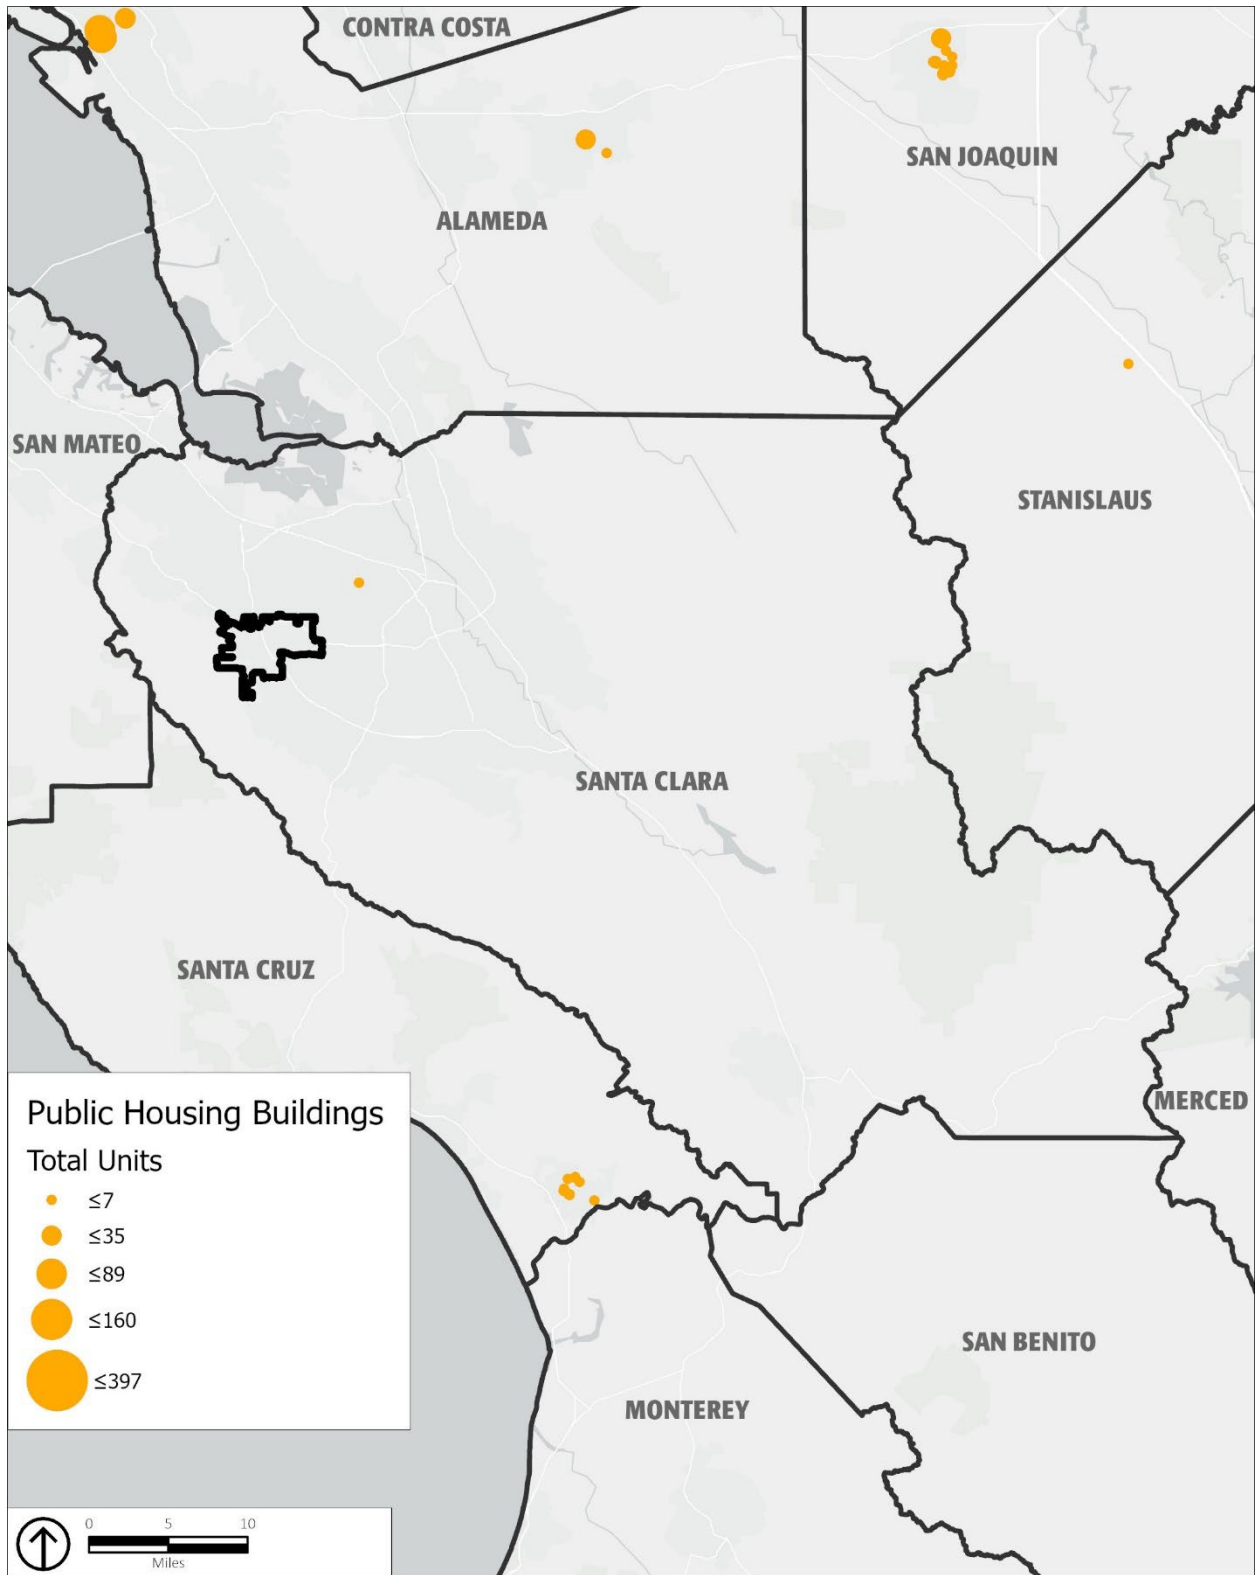 CONTRA COSTA
SAN JOAQUIN
ALAMEDA
SAN MATEO
STANISLAUS
SANTA CLARA
SANTA CRUZ
MERCED
Public Housing Buildings
Total Units
≤7
≤35
≤89
≤160
≤397
SAN BENITO
MONTEREY
0 5 10
Miles